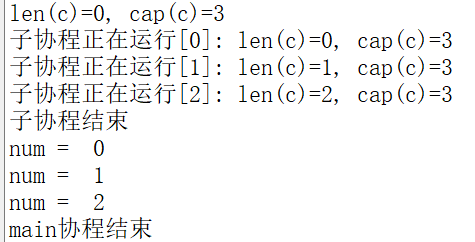 len(c)=0, cap(c)=3
子协程正在运行[0]: len(c)=0, cap(c)=3
子协程正在运行[1]: len(c)=1, cap(c)=3
子协程正在运行[2]: len(c)=2, cap(c)=3
子协程结束
num =  0
num =  1
num =  2
main协程结束